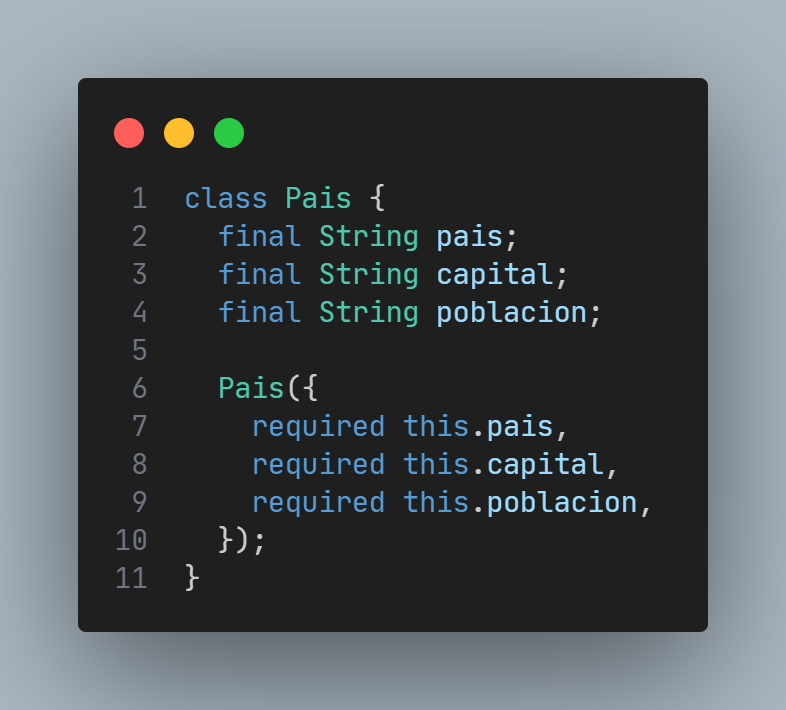 1 class Pais {
2   final String pais;
3   final String capital;
4   final String poblacion;
5
6   Pais({
7     required this.pais,
8     required this.capital,
9     required this.poblacion,
10   });
11 }